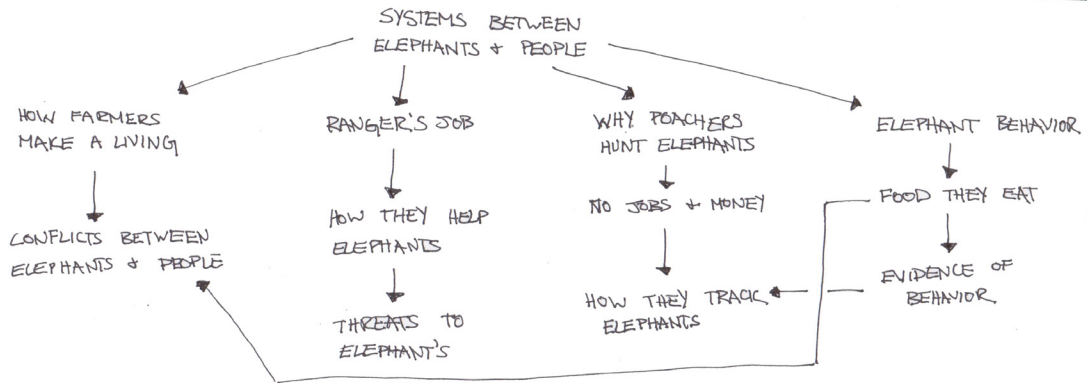 SYSTEMS BETWEEN
ELEPHANTS & PEOPLE
HOW FARMERS
MAKE A LIVING
CONFLICTS BETWEEN
ELEPHANTS & PEOPLE
RANGER'S JOB
HOW THEY HELP
ELEPHANTS
THREATS TO
ELEPHANT'S
WHY POACHERS
HUNT ELEPHANTS
NO JOBS & MONEY
HOW THEY TRACK
ELEPHANTS
ELEPHANT BEHAVIOR
FOOD THEY EAT
EVIDENCE OF
BEHAVIOR